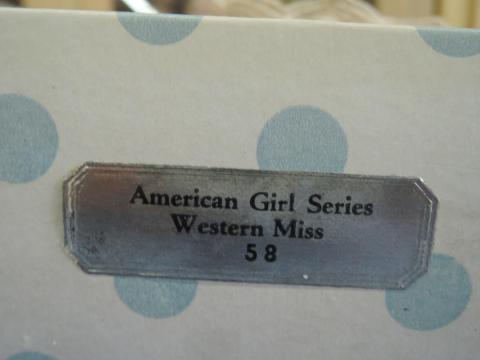 American Girl Series
Western Miss
58